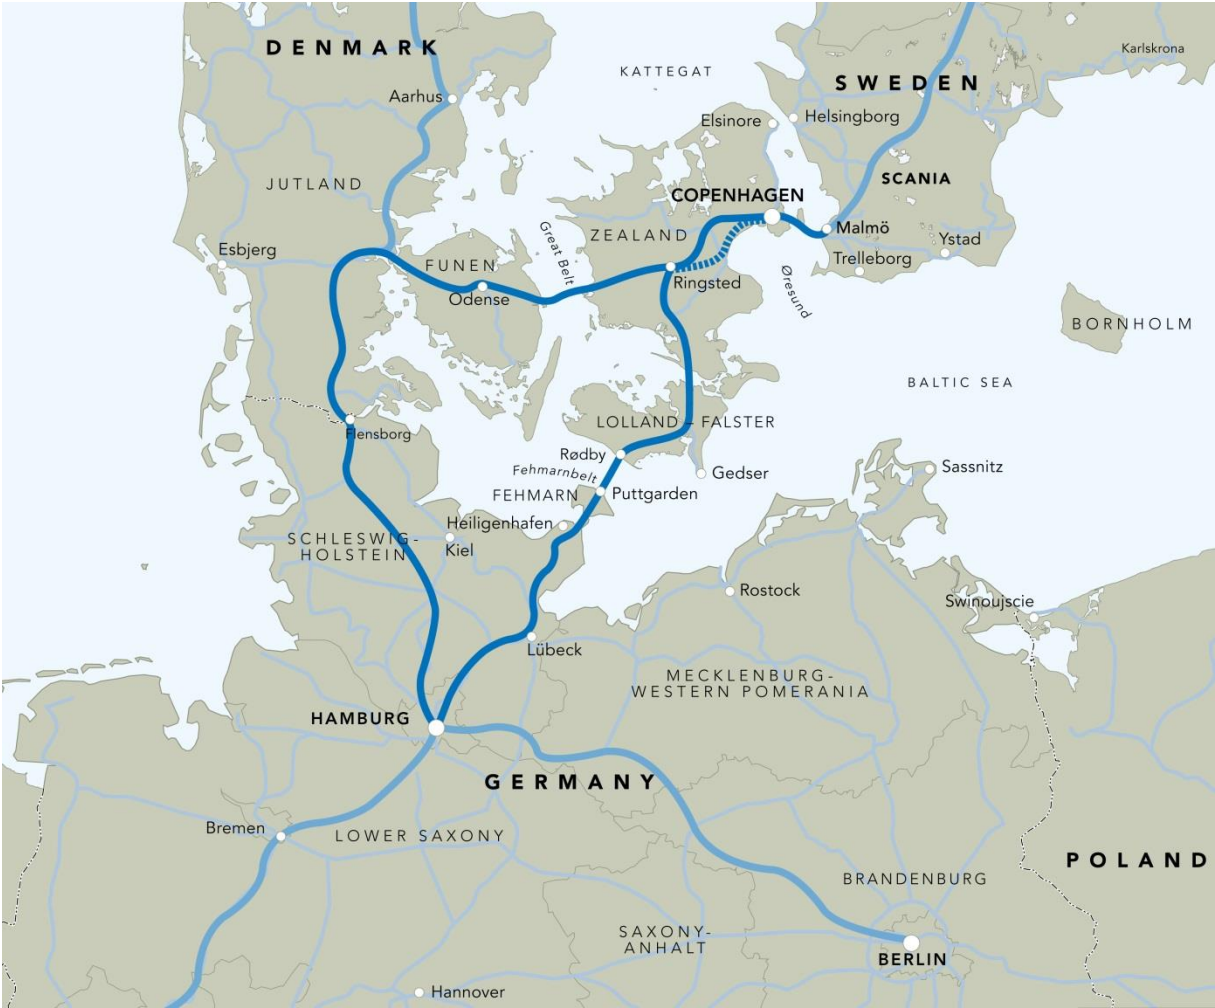 DENMARK
KATTEGAT
Karlskrona
SWEDEN
Aarhus
Elsinore
Helsingborg
JUTLAND
SCANIA
COPENHAGEN
Esbjerg
FUNEN
Great Belt
ZEALAND
Malmö
Ystad
Trelleborg
Odense
Ringsted
Øresund
BORNHOLM
BALTIC SEA
Flensborg
LOLLAND – FALSTER
Rødby
Fehmarnbelt
Gedser
Sassnitz
FEHMARN
Puttgarden
Heiligenhafen
SCHLESWIG-
HOLSTEIN
Kiel
Rostock
Swinoujscie
Lübeck
MECKLENBURG-
WESTERN POMERANIA
HAMBURG
GERMANY
Bremen
LOWER SAXONY
POLAND
BRANDENBURG
SAXONY-
ANHALT
BERLIN
Hannover